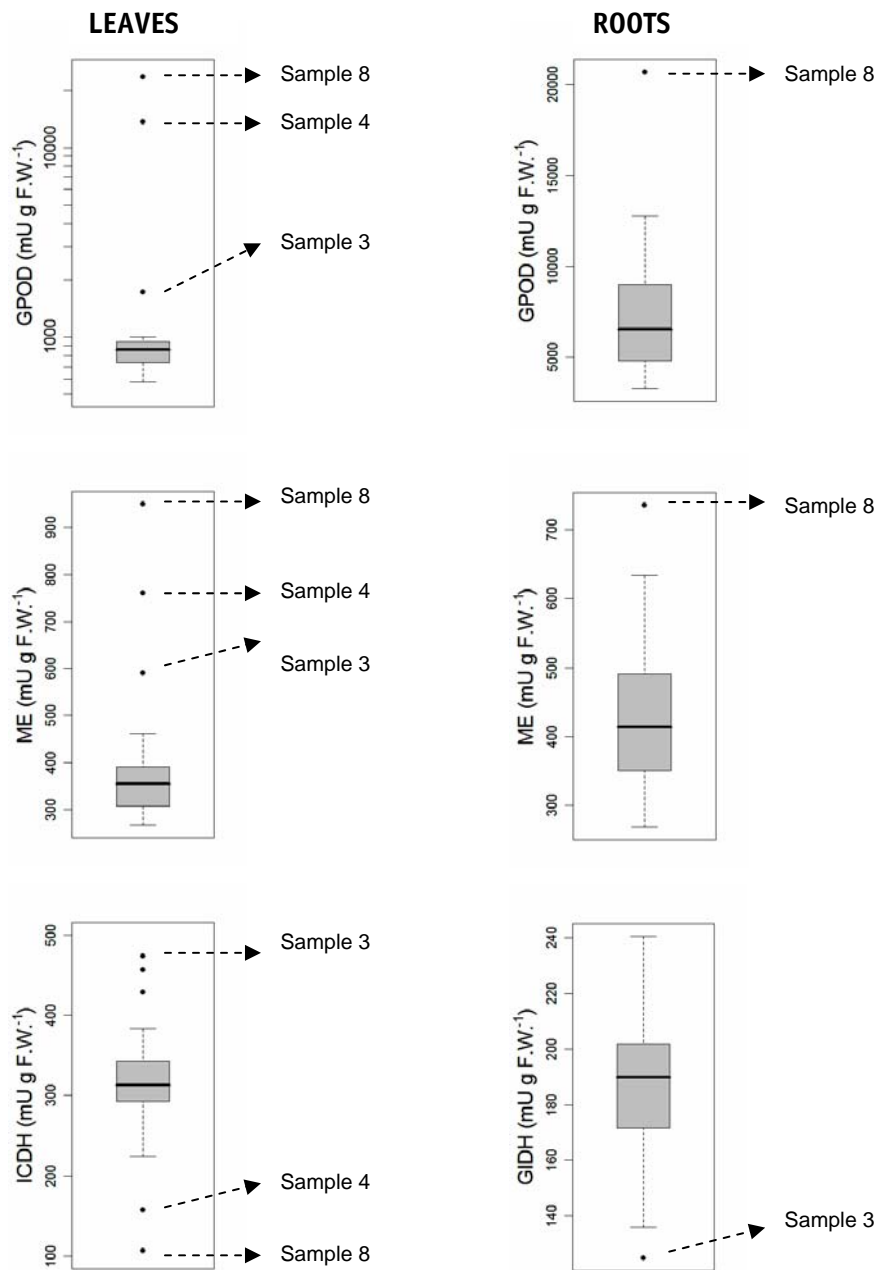 LEAVES
ROOTS
GPOD (mU g F.W.⁻¹)
10000
1000
Sample 8
Sample 4
Sample 3
GPOD (mU g F.W.⁻¹)
20000
15000
10000
5000
Sample 8
ME (mU g F.W.⁻¹)
900
800
700
600
500
400
300
Sample 8
Sample 4
Sample 3
ME (mU g F.W.⁻¹)
700
600
500
400
300
Sample 8
ICDH (mU g F.W.⁻¹)
500
400
300
200
100
Sample 3
Sample 4
Sample 8
GlDH (mU g F.W.⁻¹)
240
220
200
180
160
140
Sample 3